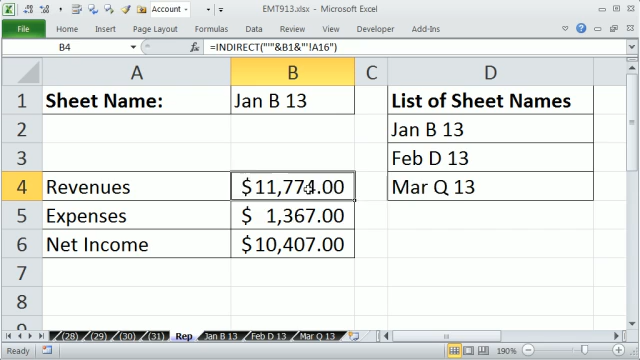 EMT913.xlsx - Microsoft Excel
Account
File Home Insert Page Layout Formulas Data Review View Developer Add-Ins
B4 fx =INDIRECT("'"&B1&"'!A16")
A B C D
1 Sheet Name: Jan B 13 List of Sheet Names
2 Jan B 13
3 Feb D 13
4 Revenues $11,774.00 Mar Q 13
5 Expenses $ 1,367.00
6 Net Income $10,407.00
7
8
9
(28) (29) (30) (31) Rep Jan B 13 Feb D 13 Mar Q 13
Ready 190%